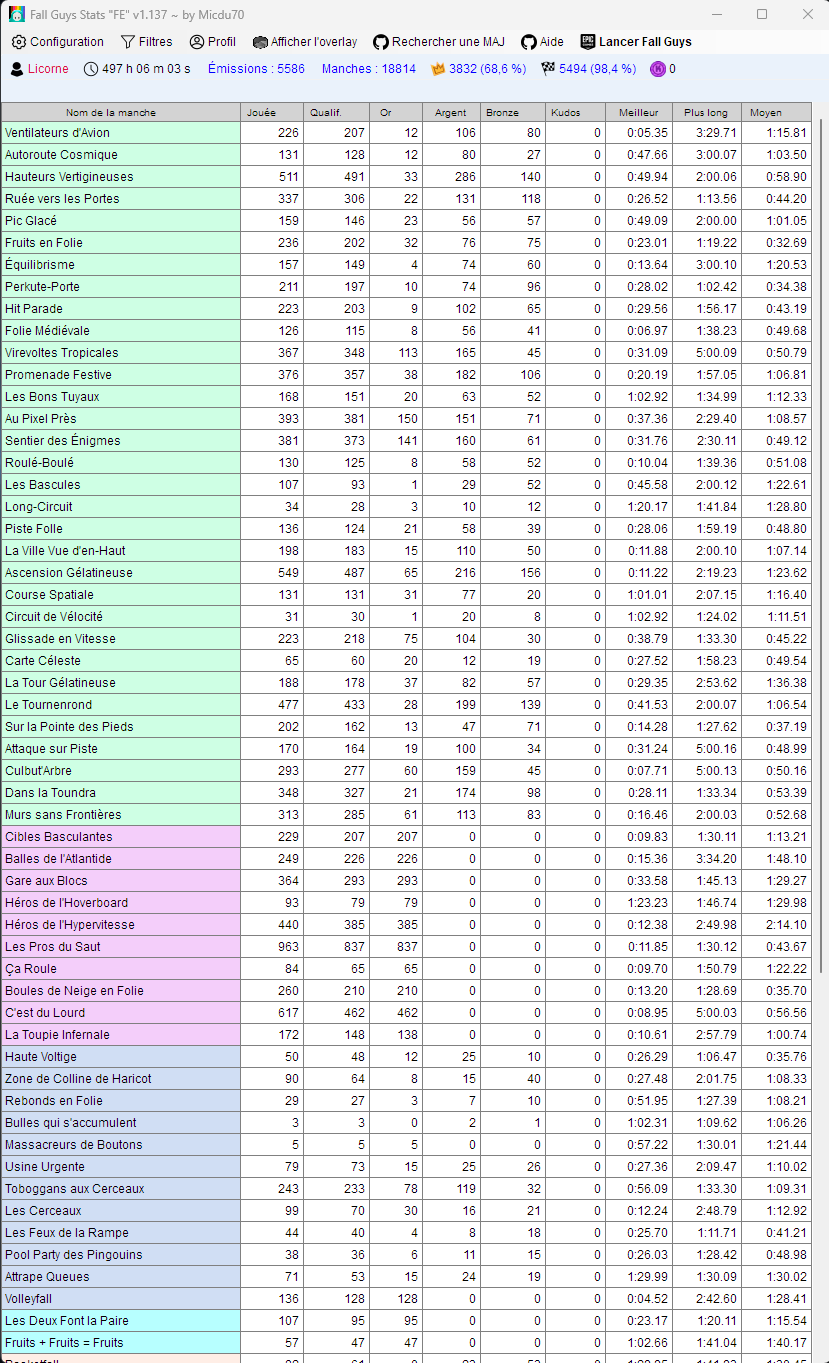 Fall Guys Stats "FE" v1.137 ~ by Micdu70
Configuration Filtres Profil Afficher l'overlay Rechercher une MAJ Aide EPIC Lancer Fall Guys
Licorne 497 h 06 m 03 s Émissions : 5586 Manches : 18814 3832 (68,6 %) 5494 (98,4 %) 0
Nom de la manche Jouée Qualif. Or Argent Bronze Kudos Meilleur Plus long Moyen
Ventilateurs d'Avion 226 207 12 106 80 0 0:05.35 3:29.71 1:15.81
Autoroute Cosmique 131 128 12 80 27 0 0:47.66 3:00.07 1:03.50
Hauteurs Vertigineuses 511 491 33 286 140 0 0:49.94 2:00.06 0:58.90
Ruée vers les Portes 337 306 22 131 118 0 0:26.52 1:13.56 0:44.20
Pic Glacé 159 146 23 56 57 0 0:49.09 2:00.00 1:01.05
Fruits en Folie 236 202 32 76 75 0 0:23.01 1:19.22 0:32.69
Équilibrisme 157 149 4 74 60 0 0:13.64 3:00.10 1:20.53
Perkute-Porte 211 197 10 74 96 0 0:28.02 1:02.42 0:34.38
Hit Parade 223 203 9 102 65 0 0:29.56 1:56.17 0:43.19
Folie Médiévale 126 115 8 56 41 0 0:06.97 1:38.23 0:49.68
Virevoltes Tropicales 367 348 113 165 45 0 0:31.09 5:00.09 0:50.79
Promenade Festive 376 357 38 182 106 0 0:20.19 1:57.05 1:06.81
Les Bons Tuyaux 168 151 20 63 52 0 1:02.92 1:34.99 1:12.33
Au Pixel Près 393 381 150 151 71 0 0:37.36 2:29.40 1:08.57
Sentier des Énigmes 381 373 141 160 61 0 0:31.76 2:30.11 0:49.12
Roulé-Boulé 130 125 8 58 52 0 0:10.04 1:39.36 0:51.08
Les Bascules 107 93 1 29 52 0 0:45.58 2:00.12 1:22.61
Long-Circuit 34 28 3 10 12 0 1:20.17 1:41.84 1:28.80
Piste Folle 136 124 21 58 39 0 0:28.06 1:59.19 0:48.80
La Ville Vue d'en-Haut 198 183 15 110 50 0 0:11.88 2:00.10 1:07.14
Ascension Gélatineuse 549 487 65 216 156 0 0:11.22 2:19.23 1:23.62
Course Spatiale 131 131 31 77 20 0 1:01.01 2:07.15 1:16.40
Circuit de Vélocité 31 30 1 20 8 0 1:02.92 1:24.02 1:11.51
Glissade en Vitesse 223 218 75 104 30 0 0:38.79 1:33.30 0:45.22
Carte Céleste 65 60 20 12 19 0 0:27.52 1:58.23 0:49.54
La Tour Gélatineuse 188 178 37 82 57 0 0:29.35 2:53.62 1:36.38
Le Tournenrond 477 433 28 199 139 0 0:41.53 2:00.07 1:06.54
Sur la Pointe des Pieds 202 162 13 47 71 0 0:14.28 1:27.62 0:37.19
Attaque sur Piste 170 164 19 100 34 0 0:31.24 5:00.16 0:48.99
Culbut'Arbre 293 277 60 159 45 0 0:07.71 5:00.13 0:50.16
Dans la Toundra 348 327 21 174 98 0 0:28.11 1:33.34 0:53.39
Murs sans Frontières 313 285 61 113 83 0 0:16.46 2:00.03 0:52.68
Cibles Basculantes 229 207 207 0 0 0 0:09.83 1:30.11 1:13.21
Balles de l'Atlantide 249 226 226 0 0 0 0:15.36 3:34.20 1:48.10
Gare aux Blocs 364 293 293 0 0 0 0:33.58 1:45.13 1:29.27
Héros de l'Hoverboard 93 79 79 0 0 0 1:23.23 1:46.74 1:29.98
Héros de l'Hypervitesse 440 385 385 0 0 0 0:12.38 2:49.98 2:14.10
Les Pros du Saut 963 837 837 0 0 0 0:11.85 1:30.12 0:43.67
Ça Roule 84 65 65 0 0 0 0:09.70 1:50.79 1:22.22
Boules de Neige en Folie 260 210 210 0 0 0 0:13.20 1:28.69 0:35.70
C'est du Lourd 617 462 462 0 0 0 0:08.95 5:00.03 0:56.56
La Toupie Infernale 172 148 138 0 0 0 0:10.61 2:57.79 1:00.74
Haute Voltige 50 48 12 25 10 0 0:26.29 1:06.47 0:35.76
Zone de Colline de Haricot 90 64 8 15 40 0 0:27.48 2:01.75 1:08.33
Rebonds en Folie 29 27 3 7 10 0 0:51.95 1:27.39 1:08.21
Bulles qui s'accumulent 3 3 0 2 1 0 1:02.31 1:09.62 1:06.26
Massacreurs de Boutons 5 5 5 0 0 0 0:57.22 1:30.01 1:21.44
Usine Urgente 79 73 15 25 26 0 0:27.36 2:09.47 1:10.02
Toboggans aux Cerceaux 243 233 78 119 32 0 0:56.09 1:33.30 1:09.31
Les Cerceaux 99 70 30 16 21 0 0:12.24 2:48.79 1:12.92
Les Feux de la Rampe 44 40 4 8 18 0 0:25.70 1:11.71 0:41.21
Pool Party des Pingouins 38 36 6 11 15 0 0:26.03 1:28.42 0:48.98
Attrape Queues 71 53 15 24 19 0 1:29.99 1:30.09 1:30.02
Volleyfall 136 128 128 0 0 0 0:04.52 2:42.60 1:28.41
Les Deux Font la Paire 107 95 95 0 0 0 0:23.17 1:20.11 1:15.54
Fruits + Fruits = Fruits 57 47 47 0 0 0 1:02.66 1:41.04 1:40.17